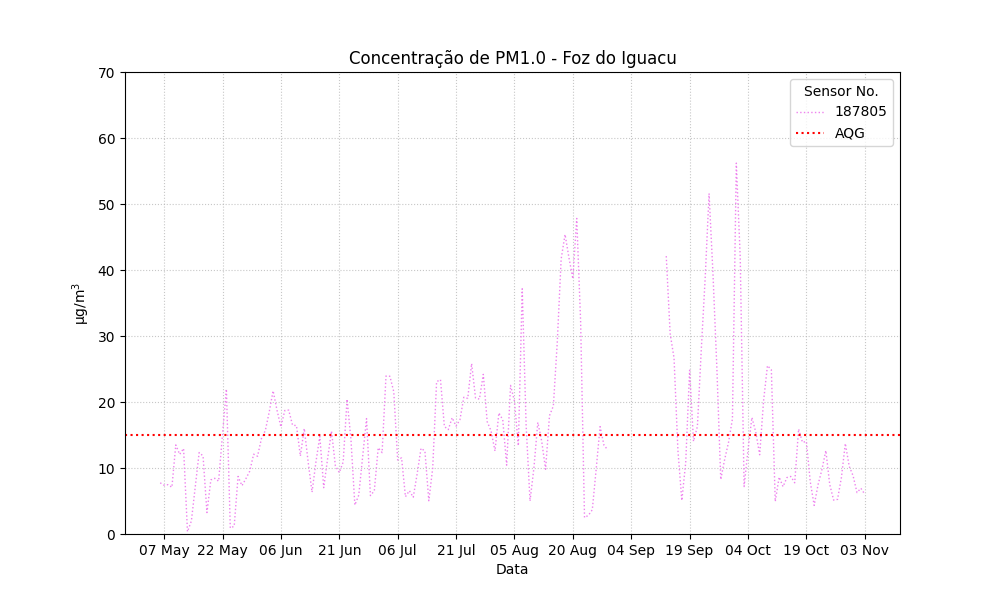 Concentração de PM1.0 - Foz do Iguacu
Sensor No.
187805
AQG
70
60
50
40
30
20
10
0
µg/m³
07 May 22 May 06 Jun 21 Jun 06 Jul 21 Jul 05 Aug 20 Aug 04 Sep 19 Sep 04 Oct 19 Oct 03 Nov
Data